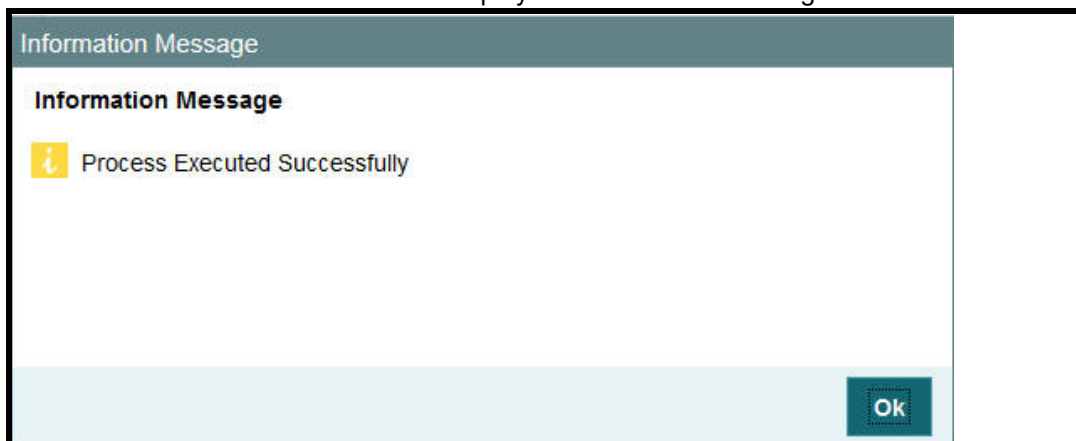 Information Message
Information Message
i Process Executed Successfully
Ok